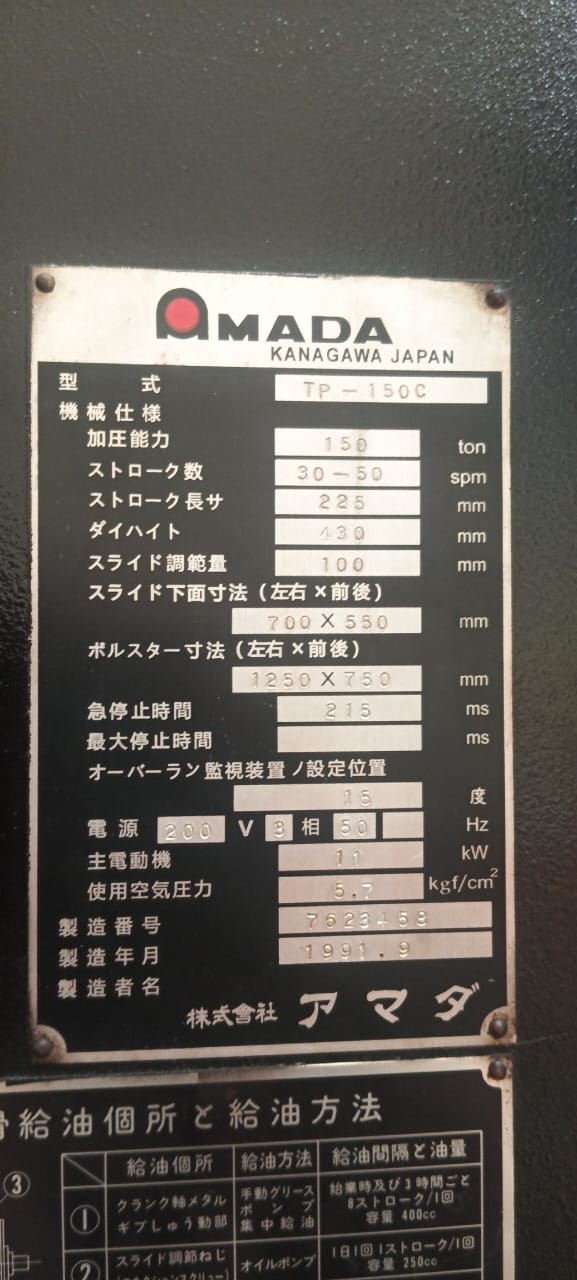 AMADA
KANAGAWA JAPAN
型 式 TP-150C
機械仕様
加圧能力 150 ton
ストローク数 30-50 spm
ストローク長サ 225 mm
ダイハイト 430 mm
スライド調範量 100 mm
スライド下面寸法(左右×前後)
700 X 550 mm
ボルスター寸法(左右×前後)
1250 X 750 mm
急停止時間 215 ms
最大停止時間 ms
オーバーラン監視装置ノ設定位置
15 度
電源 200 V 3 相 50 Hz
主電動機 11 kW
使用空気圧力 5.7 kgf/cm²
製造番号
製造年月 1991.9
製造者名
株式會社 アマダ
給油個所と給油方法
給油個所 給油方法 給油間隔と油量
③
① クランク軸メタル ギブしゅう動部 手動グリースポンプ集中給油 始業時及び3時間ごと 8ストローク/1回 容量 400cc
② スライド調節ねじ オイルポンプ 1日1回1ストローク/1回 容量 250cc